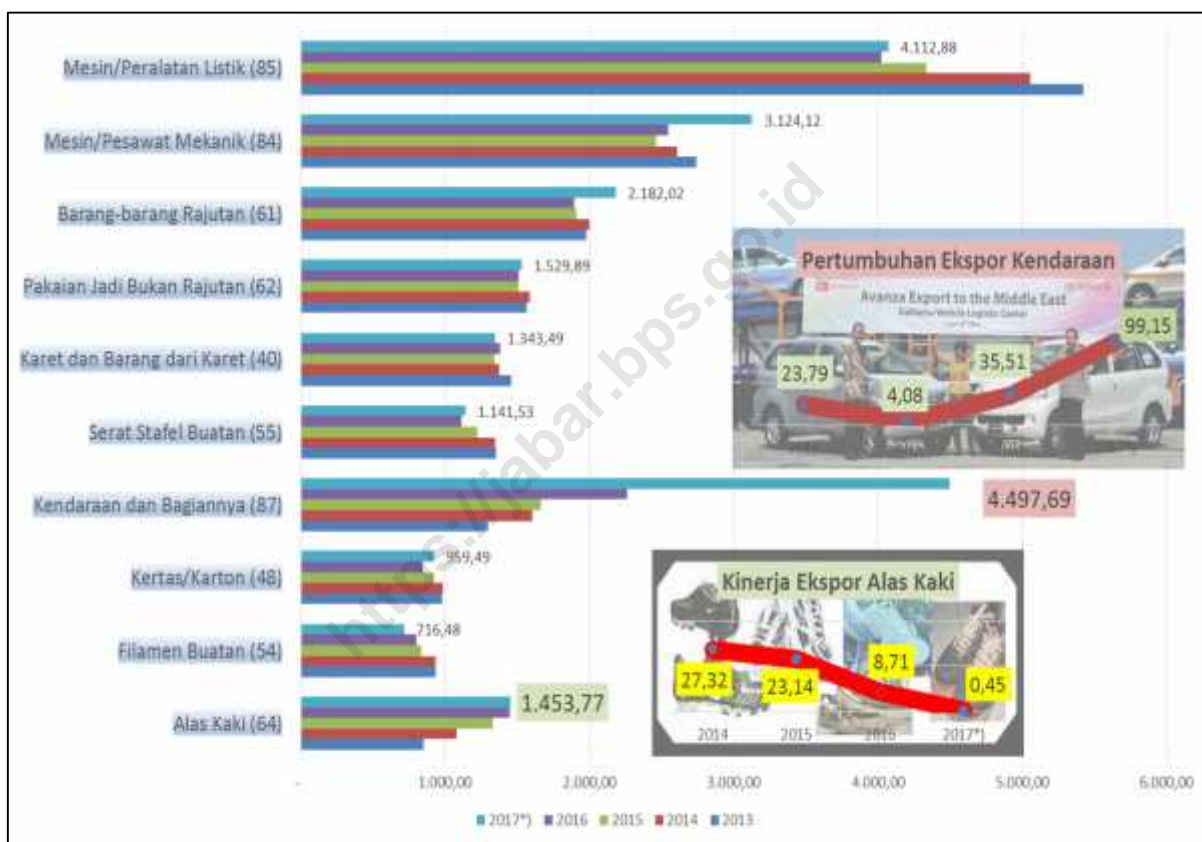 Mesin/Peralatan Listik (85)
4.112,88
Mesin/Pesawat Mekanik (84)
3.124,12
Barang-barang Rajutan (61)
2.182,02
Pakaian Jadi Bukan Rajutan (62)
1.529,89
Karet dan Barang dari Karet (40)
1.343,49
Serat Stafel Buatan (55)
1.141,53
Kendaraan dan Bagiannya (87)
4.497,69
Kertas/Karton (48)
959,49
Filamen Buatan (54)
716,48
Alas Kaki (64)
1.453,77
Pertumbuhan Ekspor Kendaraan
Avanza Export to the Middle East
23,79
4,08
35,51
99,15
Kinerja Ekspor Alas Kaki
27,32
23,14
8,71
0,45
2014
2015
2016
2017*)
-
1.000,00
2.000,00
3.000,00
4.000,00
5.000,00
6.000,00
2017*)
2016
2015
2014
2013
https://jabar.bps.go.id